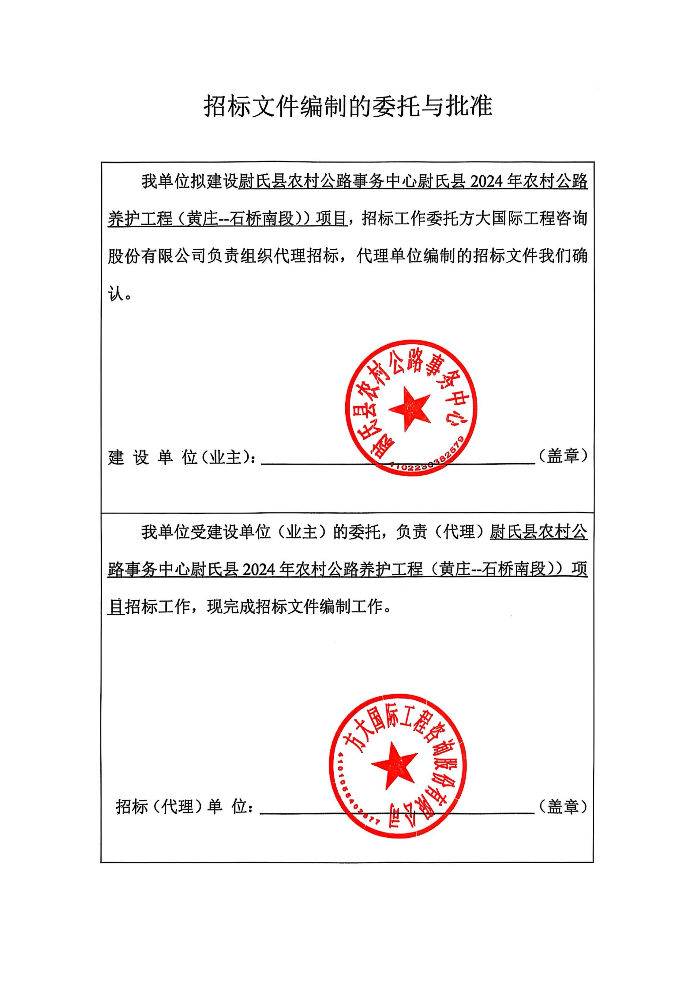 招标文件编制的委托与批准
我单位拟建设尉氏县农村公路事务中心尉氏县 2024 年农村公路
养护工程（黄庄--石桥南段））项目，招标工作委托方大国际工程咨询
股份有限公司负责组织代理招标，代理单位编制的招标文件我们确
认。
尉氏县农村公路事务中心
4102230382579
建 设 单 位（业主）：（盖章）
我单位受建设单位（业主）的委托，负责（代理）尉氏县农村公
路事务中心尉氏县 2024 年农村公路养护工程（黄庄--石桥南段））项
目招标工作，现完成招标文件编制工作。
方大国际工程咨询股份有限公司
招标（代理）单 位：（盖章）